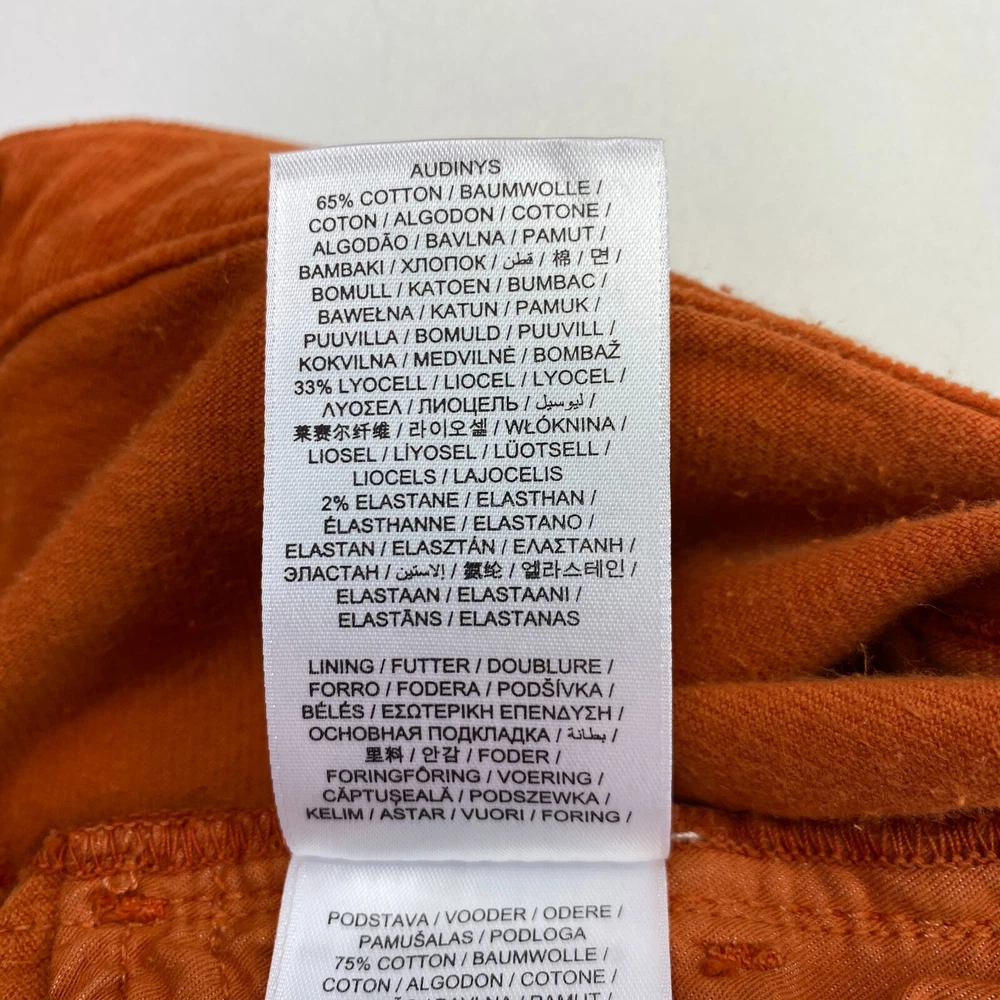 AUDINYS
65% COTTON / BAUMWOLLE /
COTON / ALGODON / COTONE /
ALGODÃO / BAVLNA / PAMUT /
BAMBAKI / ХЛОПОК / قطن / 棉 / 면 /
BOMULL / KATOEN / BUMBAC /
BAWEŁNA / KATUN / PAMUK /
PUUVILLA / BOMULD / PUUVILL /
KOKVILNA / MEDVILNĖ / BOMBAŽ
33% LYOCELL / LIOCEL / LYOCEL /
ΛΥΟΣΕΛ / ЛИОЦЕЛЬ / ليوسيل /
莱赛尔纤维 / 라이오셀 / WŁÓKNINA /
LIOSEL / LİYOSEL / LÜOTSELL /
LIOCELS / LAJOCELIS
2% ELASTANE / ELASTHAN /
ÉLASTHANNE / ELASTANO /
ELASTAN / ELASZTÁN / ΕΛΑΣΤΑΝΗ /
ЭЛАСТАН / الاستين / 氨纶 / 엘라스테인 /
ELASTAAN / ELASTAANI /
ELASTĀNS / ELASTANAS
LINING / FUTTER / DOUBLURE /
FORRO / FODERA / PODŠÍVKA /
BÉLÉS / ΕΣΩΤΕΡΙΚΗ ΕΠΕΝΔΥΣΗ /
ОСНОВНАЯ ПОДКЛАДКА / بطانة /
里料 / 안감 / FODER /
FORINGFÔRING / VOERING /
CĂPTUȘEALĂ / PODSZEWKA /
KELIM / ASTAR / VUORI / FORING /
PODSTAVA / VOODER / ODERE /
PAMUŠALAS / PODLOGA
75% COTTON / BAUMWOLLE /
COTON / ALGODON / COTONE /
ALGODÃO / BAVLNA / PAMUT /